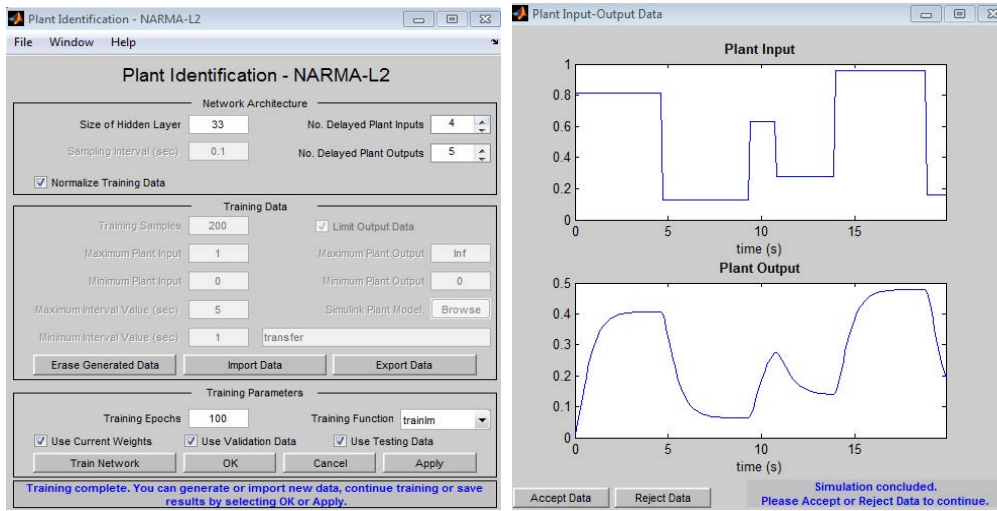 Plant Identification - NARMA-L2
File Window Help
Plant Identification - NARMA-L2
Network Architecture
Size of Hidden Layer 33 No. Delayed Plant Inputs 4
Sampling Interval (sec) 0.1 No. Delayed Plant Outputs 5
Normalize Training Data
Training Data
Training Samples 200 Limit Output Data
Maximum Plant Input 1 Maximum Plant Output Inf
Minimum Plant Input 0 Minimum Plant Output 0
Maximum Interval Value (sec) 5 Simulink Plant Model: Browse
Minimum Interval Value (sec) 1 transfer
Erase Generated Data Import Data Export Data
Training Parameters
Training Epochs 100 Training Function trainlm
Use Current Weights Use Validation Data Use Testing Data
Train Network OK Cancel Apply
Training complete. You can generate or import new data, continue training or save
results by selecting OK or Apply.
Plant Input-Output Data
Plant Input
1
0.8
0.6
0.4
0.2
0
0 5 10 15
time (s)
Plant Output
0.5
0.4
0.3
0.2
0.1
0
0 5 10 15
time (s)
Accept Data Reject Data
Simulation concluded.
Please Accept or Reject Data to continue.